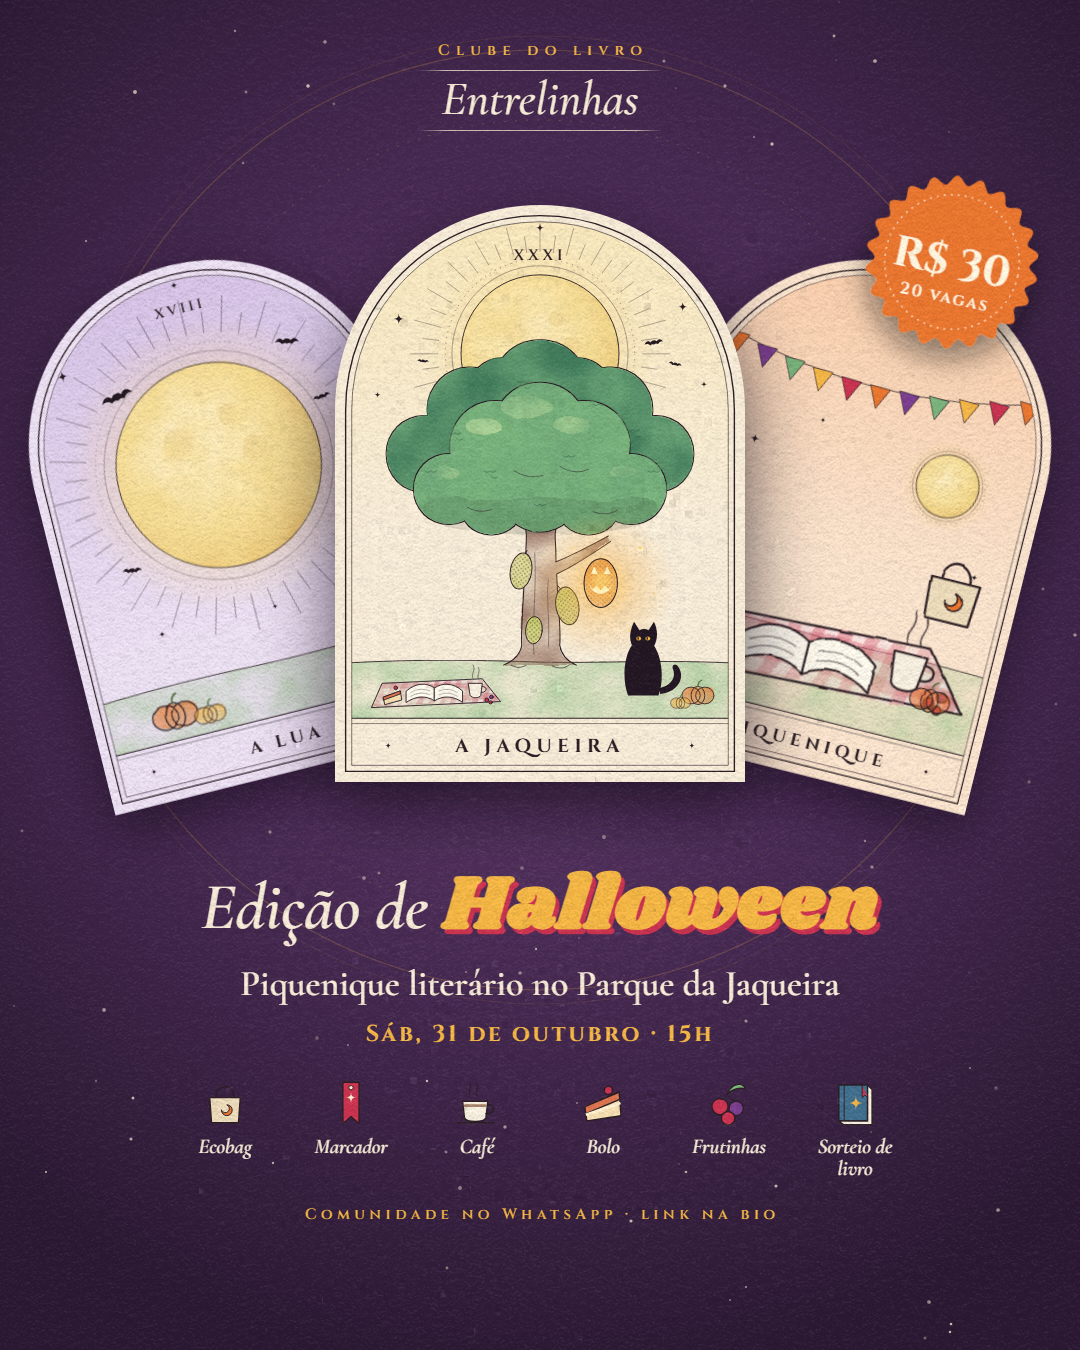 Clube do livro
Entrelinhas
R$ 30
20 vagas
XVIII
XXXI
A LUA
A JAQUEIRA
IQUENIQUE
Edição de Halloween
Piquenique literário no Parque da Jaqueira
Sáb, 31 de outubro · 15h
Ecobag
Marcador
Café
Bolo
Frutinhas
Sorteio de
livro
Comunidade no WhatsApp · link na bio